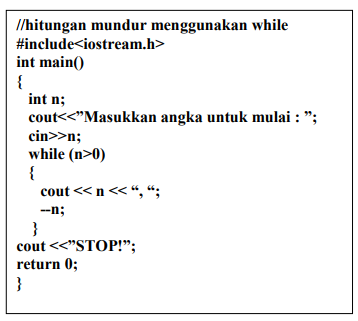 //hitungan mundur menggunakan while
#include<iostream.h>
int main()
{
int n;
cout<<”Masukkan angka untuk mulai : ”;
cin>>n;
while (n>0)
{
cout << n << “, “;
--n;
}
cout <<”STOP!”;
return 0;
}